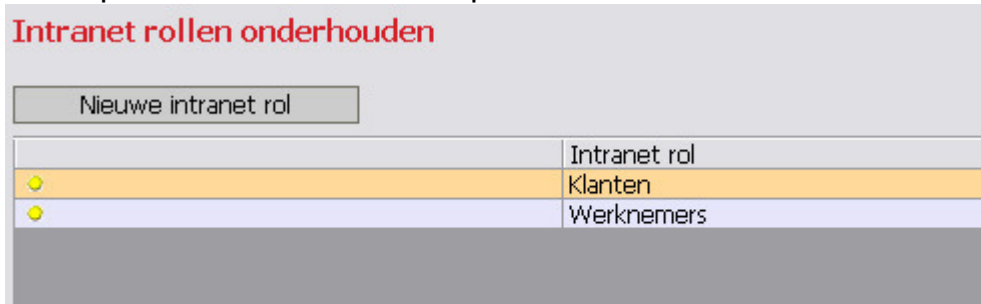 Intranet rollen onderhouden
Nieuwe intranet rol
Intranet rol
Klanten
Werknemers